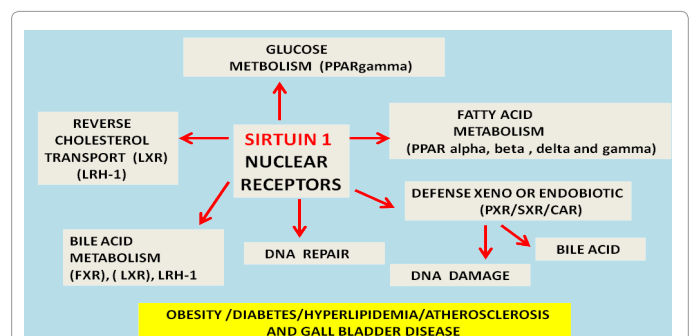 GLUCOSE
METBOLISM (PPARgamma)
REVERSE
CHOLESTEROL
TRANSPORT (LXR)
(LRH-1)
SIRTUIN 1
NUCLEAR
RECEPTORS
FATTY ACID
METABOLISM
(PPAR alpha, beta , delta and gamma)
DEFENSE XENO OR ENDOBIOTIC
(PXR/SXR/CAR)
BILE ACID
METABOLISM
(FXR), ( LXR), LRH-1
DNA REPAIR
BILE ACID
DNA DAMAGE
OBESITY /DIABETES/HYPERLIPIDEMIA/ATHEROSCLEROSIS
AND GALL BLADDER DISEASE